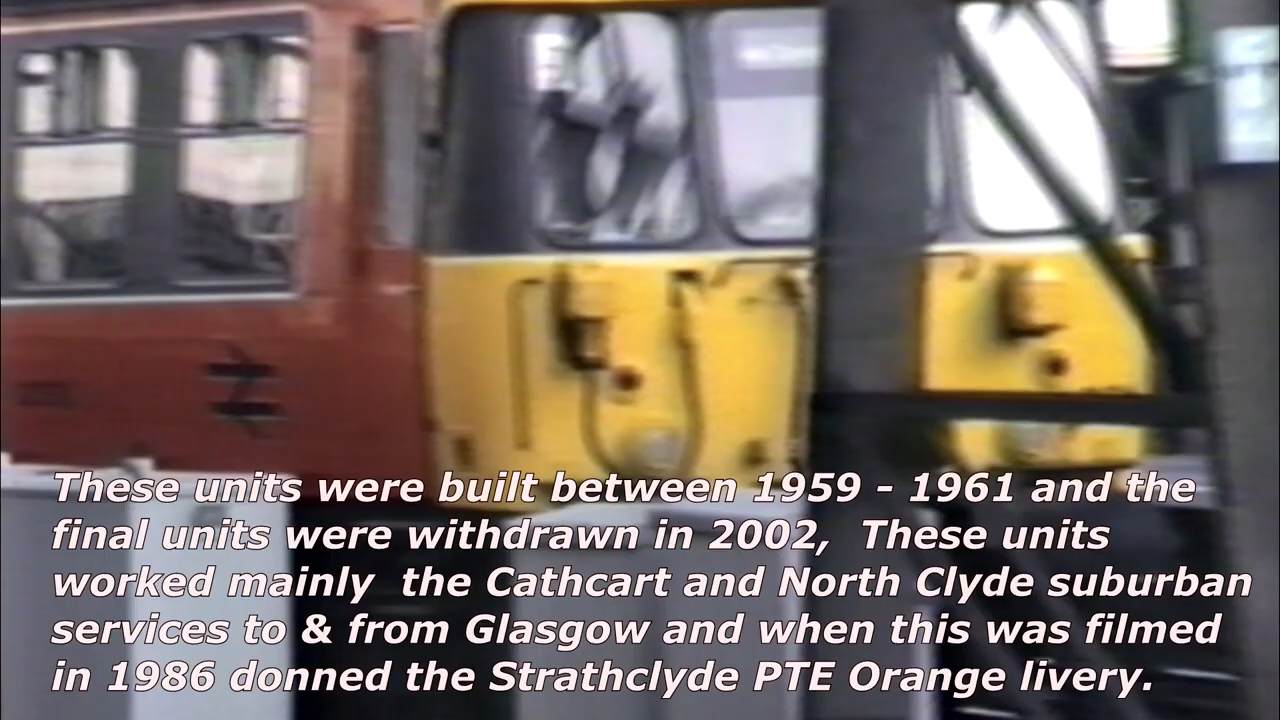 These units were built between 1959 - 1961 and the
final units were withdrawn in 2002,  These units
worked mainly  the Cathcart and North Clyde suburban
services to & from Glasgow and when this was filmed
in 1986 donned the Strathclyde PTE Orange livery.